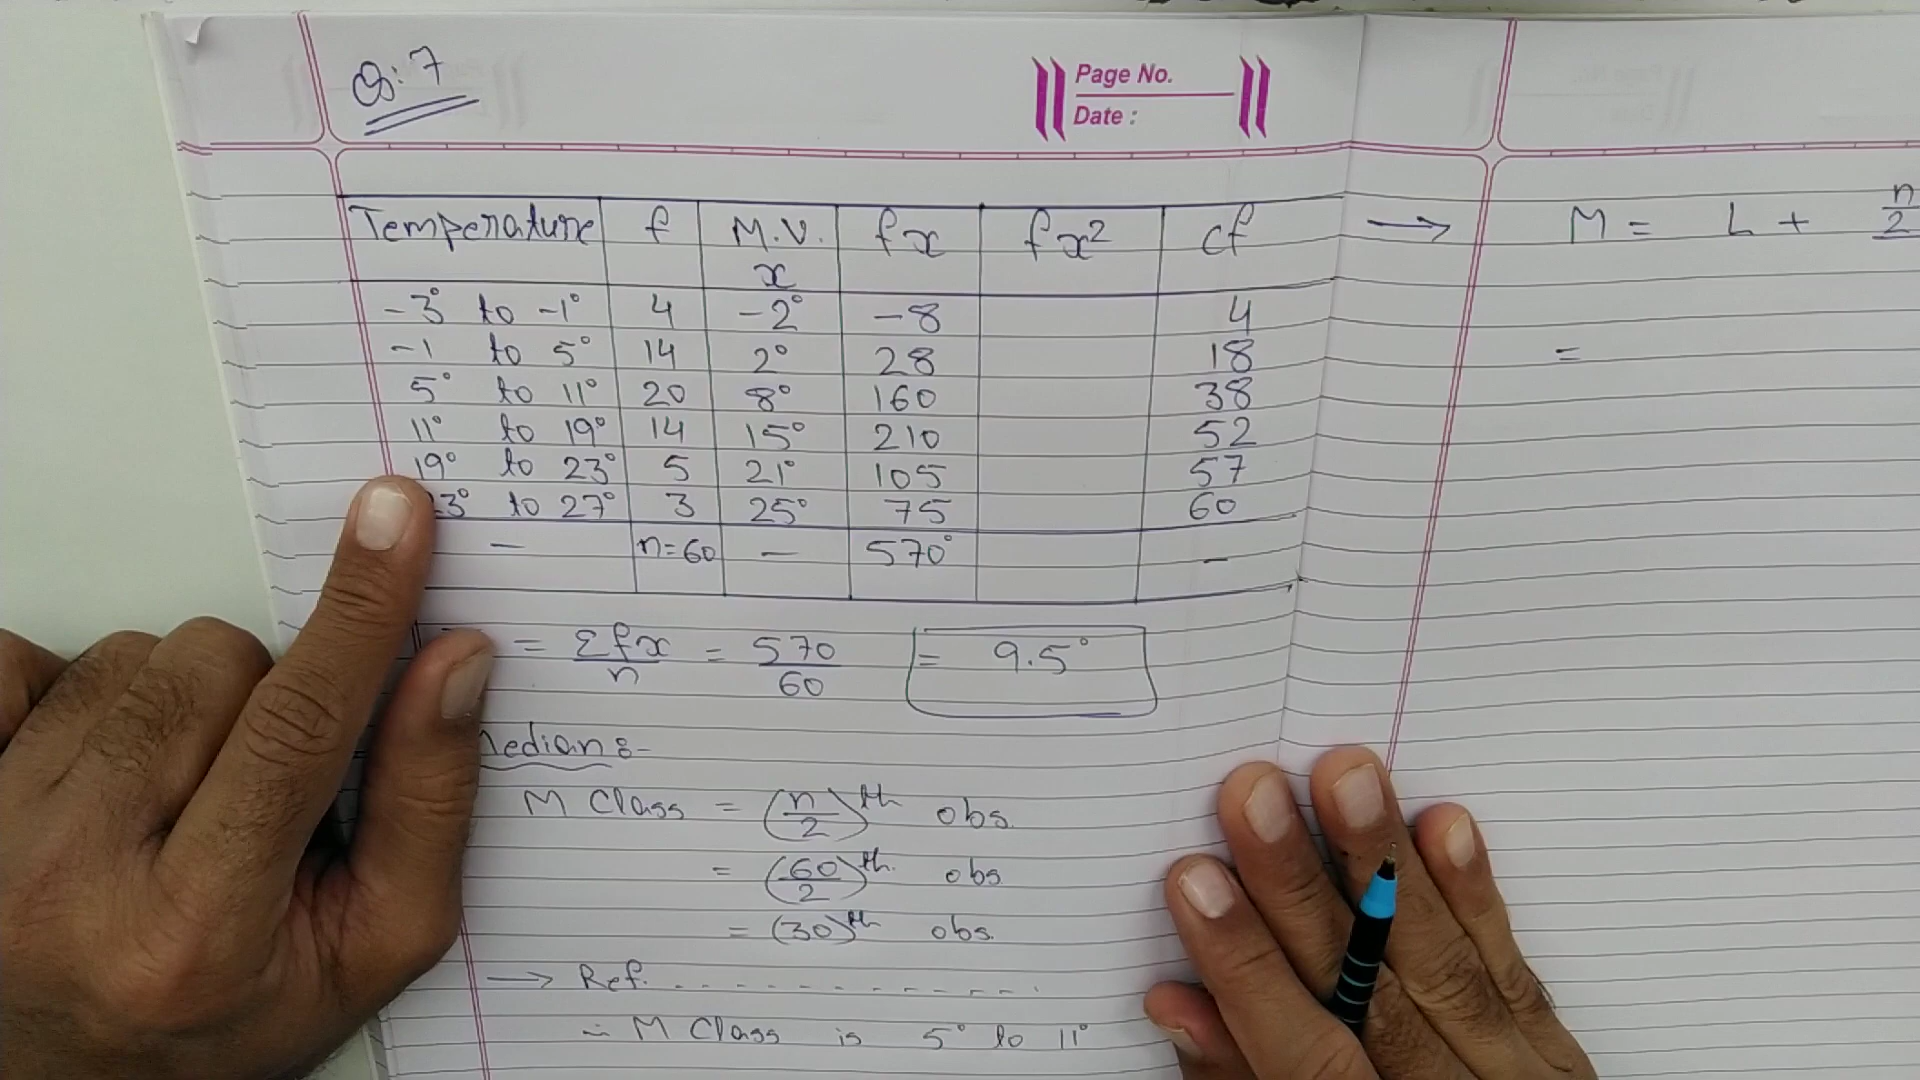 Q:7
Page No.
Date :
Temperature f M.V. x fx fx² cf
-3° to -1° 4 -2° -8 4
-1 to 5° 14 2° 28 18
5° to 11° 20 8° 160 38
11° to 19° 14 15° 210 52
19° to 23° 5 21° 105 57
to 27° 3 25° 75 60
— n=60 — 570° —
= Σfx/n = 570/60 = 9.5°
M Class = (n/2)th obs.
= (60/2)th. obs
= (30)th obs.
→ Ref. - - - - - - - - - - - -
∴ M Class is 5° to 11°
→ M = L + n/2
=